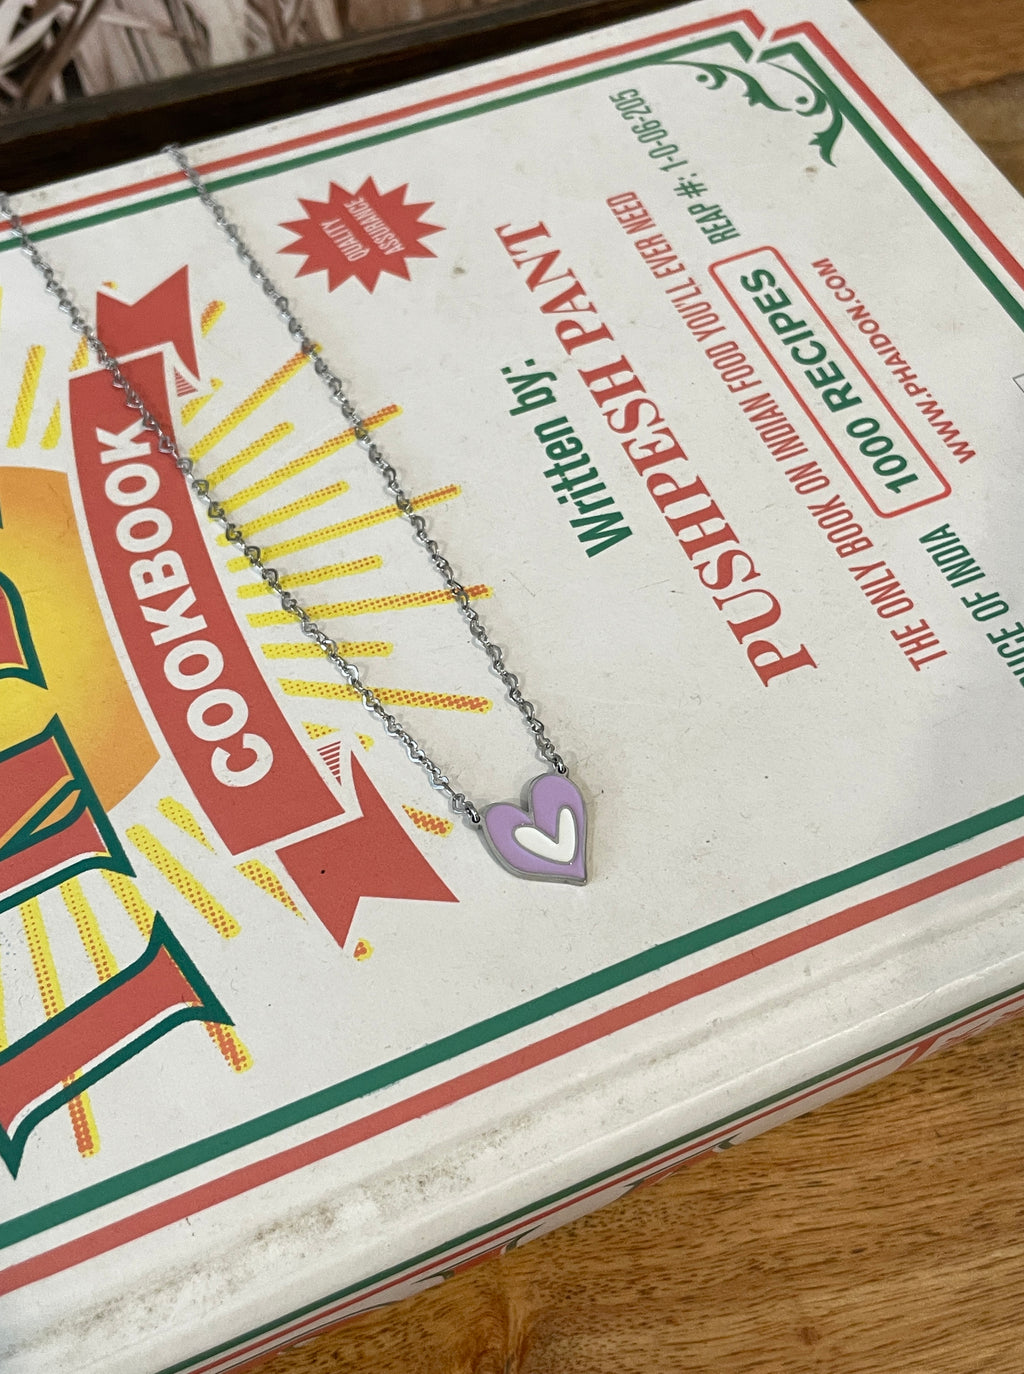 COOKBOOK
QUALITY
ASSURANCE
Written by:
PUSHPESH PANT
THE ONLY BOOK ON INDIAN FOOD YOU'LL EVER NEED
1000 RECIPES
REAP #: 1-0-06-205
WWW.PHAIDON.COM
OF INDIA